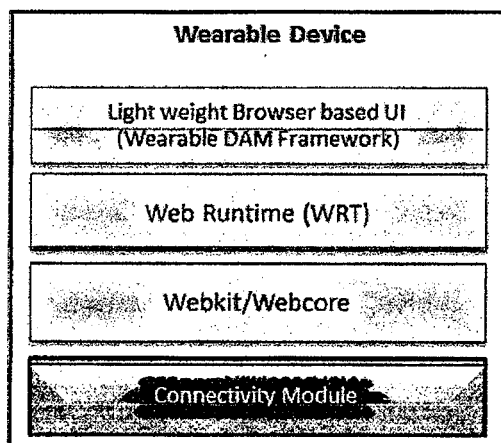 Wearable Device
Light weight Browser based UI
(Wearable DAM Framework)
Web Runtime (WRT)
Webkit/Webcore
Connectivity Module